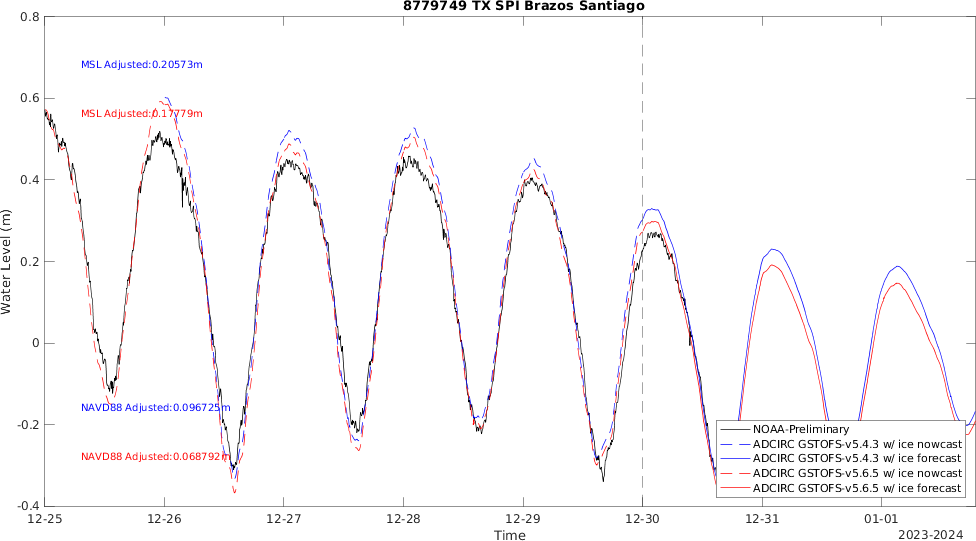 8779749 TX SPI Brazos Santiago
0.8
0.6
0.4
0.2
0
-0.2
-0.4
Water Level (m)
MSL Adjusted:0.20573m
MSL Adjusted:0.17779m
NAVD88 Adjusted:0.096725m
NAVD88 Adjusted:0.068792m
NOAA-Preliminary
ADCIRC GSTOFS-v5.4.3 w/ ice nowcast
ADCIRC GSTOFS-v5.4.3 w/ ice forecast
ADCIRC GSTOFS-v5.6.5 w/ ice nowcast
ADCIRC GSTOFS-v5.6.5 w/ ice forecast
12-25 12-26 12-27 12-28 12-29 12-30 12-31 01-01
Time
2023-2024